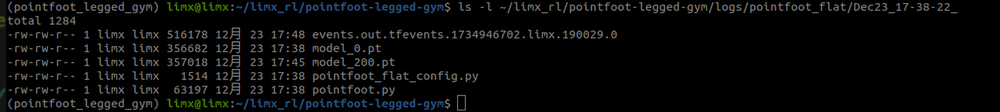 (pointfoot_legged_gym) limx@limx:~/limx_rl/pointfoot-legged-gym$ ls -l ~/limx_rl/pointfoot-legged-gym/logs/pointfoot_flat/Dec23_17-38-22_
total 1284
-rw-rw-r-- 1 limx limx 516178 12月 23 17:48 events.out.tfevents.1734946702.limx.190029.0
-rw-rw-r-- 1 limx limx 356682 12月 23 17:38 model_0.pt
-rw-rw-r-- 1 limx limx 357018 12月 23 17:45 model_200.pt
-rw-rw-r-- 1 limx limx   1514 12月 23 17:38 pointfoot_flat_config.py
-rw-rw-r-- 1 limx limx  63197 12月 23 17:38 pointfoot.py
(pointfoot_legged_gym) limx@limx:~/limx_rl/pointfoot-legged-gym$